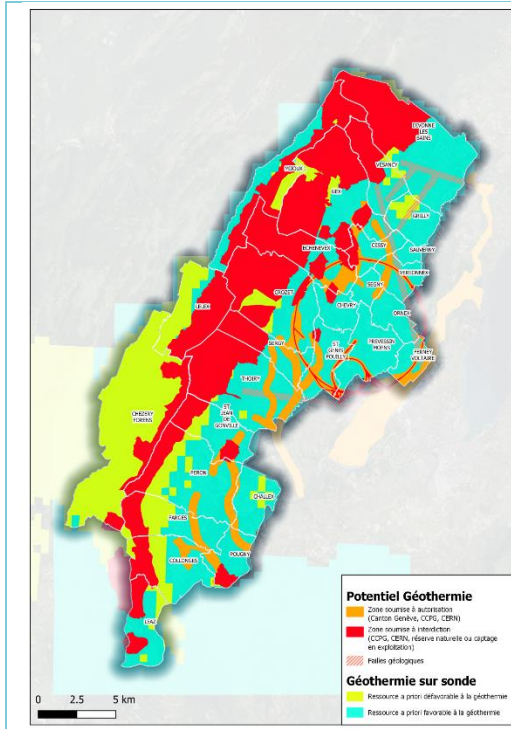 DIVONNE
LES
BAINS
VESANCY
MIJOUX
GEX
GRILLY
ECHENEVEX
CESSY
SAUVERNY
VERSONNEX
SEGNY
CROZET
LELEX
CHEVRY
ORNEX
SERGY
ST
GENIS
POUILLY
PREVESSIN
MOENS
FERNEY
VOLTAIRE
THOIRY
CHEZERY
FORENS
ST
JEAN
DE
GONVILLE
PERON
CHALLEX
FARGES
POUGNY
COLLONGES
LEAZ
Potentiel Géothermie
Zone soumise à autorisation
(Canton Genève, CCPG, CERN)
Zone soumise à interdiction
(CCPG, CERN, réserve naturelle ou captage
en exploitation)
Failles géologiques
Géothermie sur sonde
Ressource a priori défavorable à la géothermie
Ressource a priori favorable à la géothermie
0 2.5 5 km